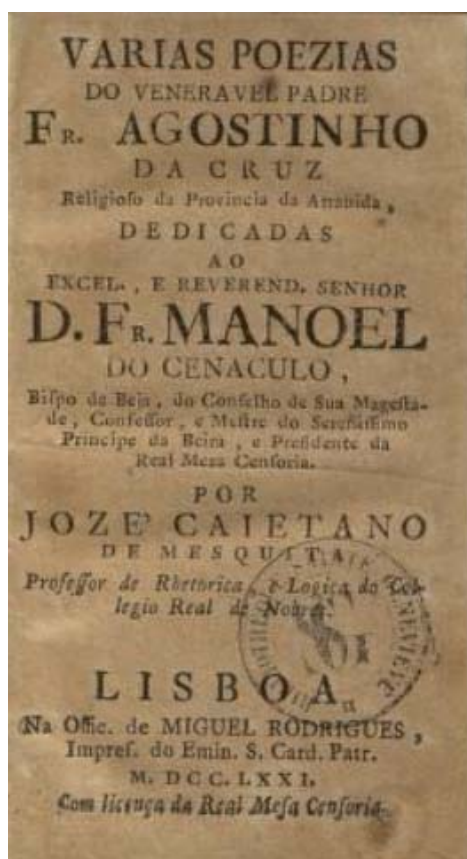 VARIAS POEZIAS
DO VENERAVEL PADRE
FR. AGOSTINHO
DA CRUZ
Religioſo da Provincia da Arrabida,
DEDICADAS
AO
EXCEL., E REVEREND. SENHOR
D. FR. MANOEL
DO CENACULO,
Biſpo de Beja, do Conſelho de Sua Mageſta-
de, Confeſſor, e Meſtre do Sereniſſimo
Principe da Beira, e Preſidente da
Real Meza Cenſoria.
POR
JOZE' CAIETANO
DE MESQUITA
Profeſſor de Rhetorica, e Logica do Col-
legio Real de Nobres.
LISBOA
Na Offic. de MIGUEL RODRIGUES,
Impreſ. do Emin. S. Card. Patr.
M. DCC. LXXI.
Com licença da Real Meſa Cenſoria.